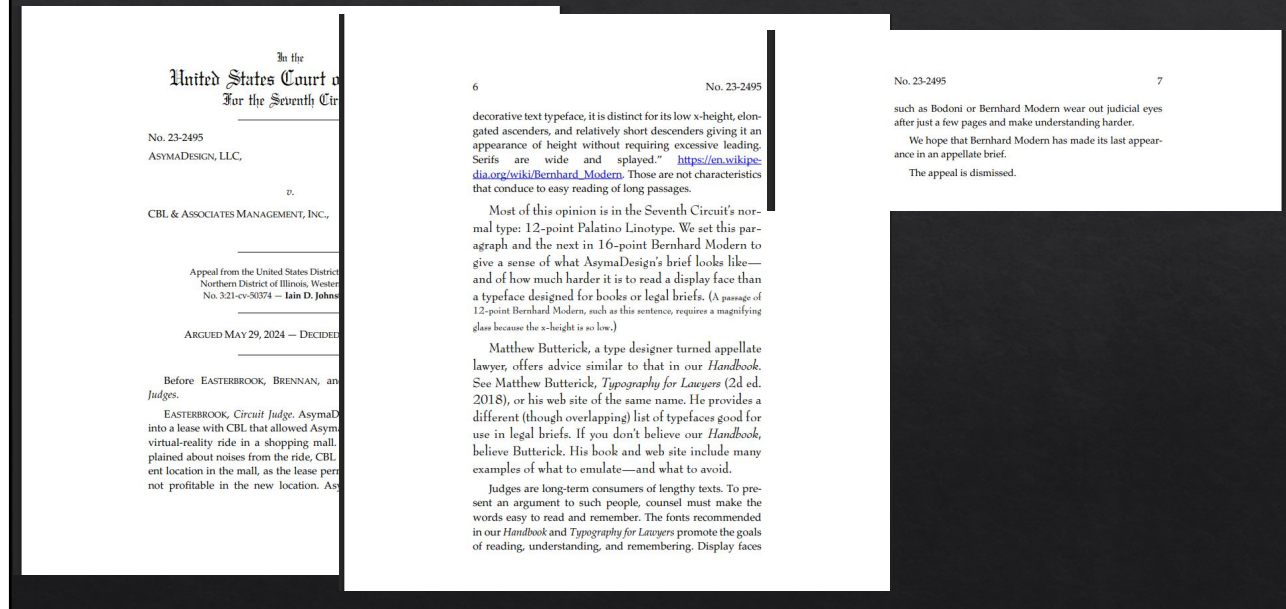 In the
United States Court o
For the Seventh Cir
No. 23-2495
ASYMADESIGN, LLC,
v.
CBL & ASSOCIATES MANAGEMENT, INC.,
Appeal from the United States District
Northern District of Illinois, Wester
No. 3:21-cv-50374 — Iain D. Johns
ARGUED MAY 29, 2024 — DECIDED
Before EASTERBROOK, BRENNAN, an
Judges.
EASTERBROOK, Circuit Judge. AsymaD
into a lease with CBL that allowed Asyma
virtual-reality ride in a shopping mall.
plained about noises from the ride, CBL
ent location in the mall, as the lease perm
not profitable in the new location. Asy
6 No. 23-2495
decorative text typeface, it is distinct for its low x-height, elon-
gated ascenders, and relatively short descenders giving it an
appearance of height without requiring excessive leading.
Serifs are wide and splayed.” https://en.wikipe-
dia.org/wiki/Bernhard_Modern. Those are not characteristics
that conduce to easy reading of long passages.
Most of this opinion is in the Seventh Circuit’s nor-
mal type: 12-point Palatino Linotype. We set this par-
agraph and the next in 16-point Bernhard Modern to
give a sense of what AsymaDesign’s brief looks like—
and of how much harder it is to read a display face than
a typeface designed for books or legal briefs. (A passage of
12-point Bernhard Modern, such as this sentence, requires a magnifying
glass because the x-height is so low.)
Matthew Butterick, a type designer turned appellate
lawyer, offers advice similar to that in our Handbook.
See Matthew Butterick, Typography for Lawyers (2d ed.
2018), or his web site of the same name. He provides a
different (though overlapping) list of typefaces good for
use in legal briefs. If you don’t believe our Handbook,
believe Butterick. His book and web site include many
examples of what to emulate—and what to avoid.
Judges are long-term consumers of lengthy texts. To pre-
sent an argument to such people, counsel must make the
words easy to read and remember. The fonts recommended
in our Handbook and Typography for Lawyers promote the goals
of reading, understanding, and remembering. Display faces
No. 23-2495 7
such as Bodoni or Bernhard Modern wear out judicial eyes
after just a few pages and make understanding harder.
We hope that Bernhard Modern has made its last appear-
ance in an appellate brief.
The appeal is dismissed.